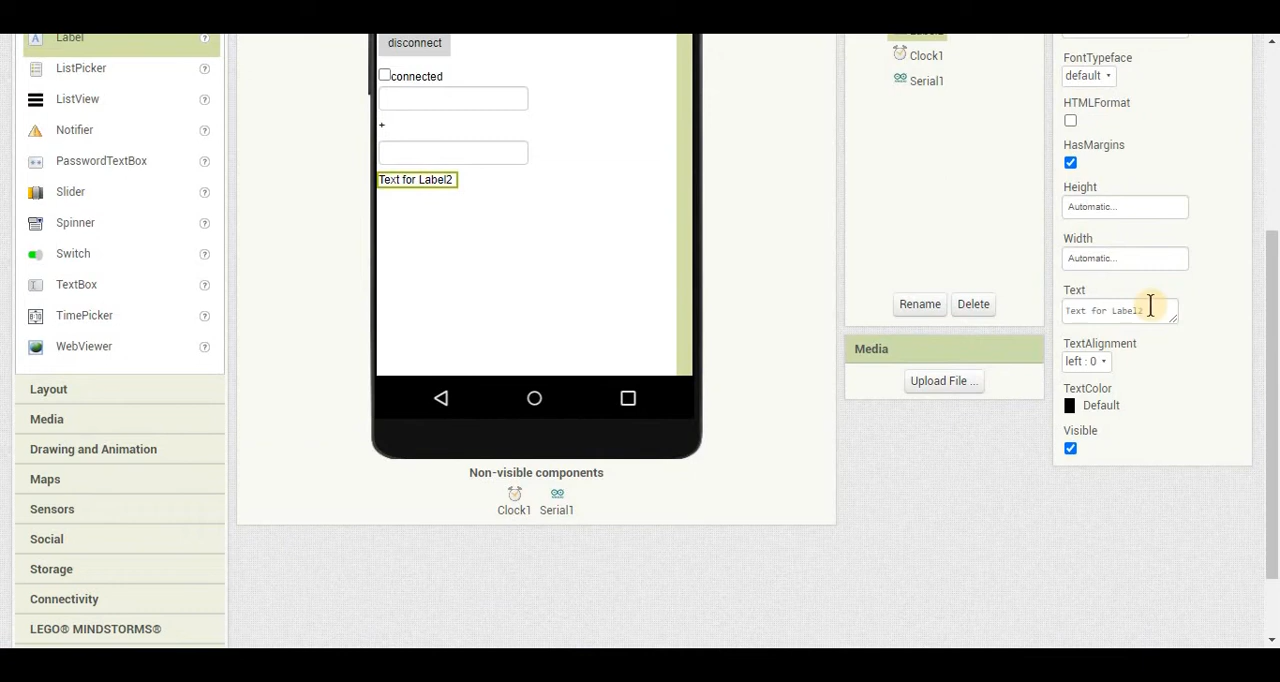 Label
ListPicker
ListView
Notifier
PasswordTextBox
Slider
Spinner
Switch
TextBox
TimePicker
WebViewer
Layout
Media
Drawing and Animation
Maps
Sensors
Social
Storage
Connectivity
LEGO® MINDSTORMS®
disconnect
connected
+
Text for Label2
Non-visible components
Clock1
Serial1
Clock1
Serial1
Rename
Delete
Media
Upload File ...
FontTypeface
default
HTMLFormat
HasMargins
Height
Automatic...
Width
Automatic...
Text
Text for Label2
TextAlignment
left : 0
TextColor
Default
Visible